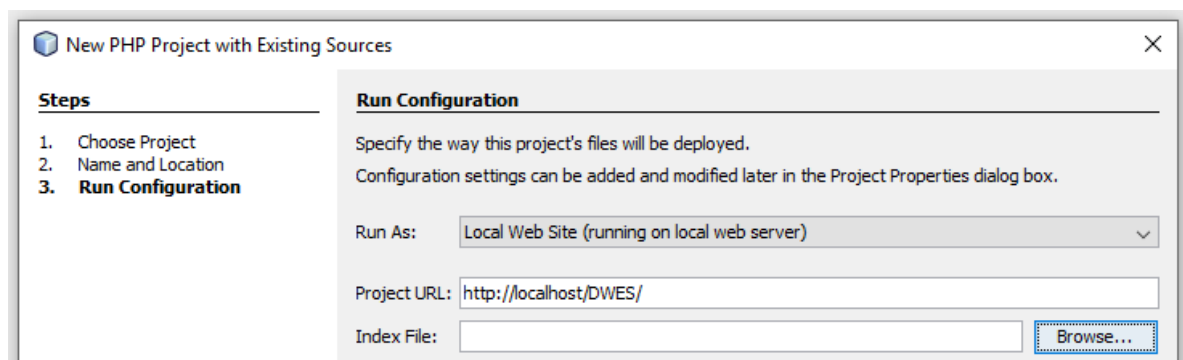 New PHP Project with Existing Sources
Steps
1. Choose Project
2. Name and Location
3. Run Configuration
Run Configuration
Specify the way this project's files will be deployed.
Configuration settings can be added and modified later in the Project Properties dialog box.
Run As: Local Web Site (running on local web server)
Project URL: http://localhost/DWES/
Index File: Browse...